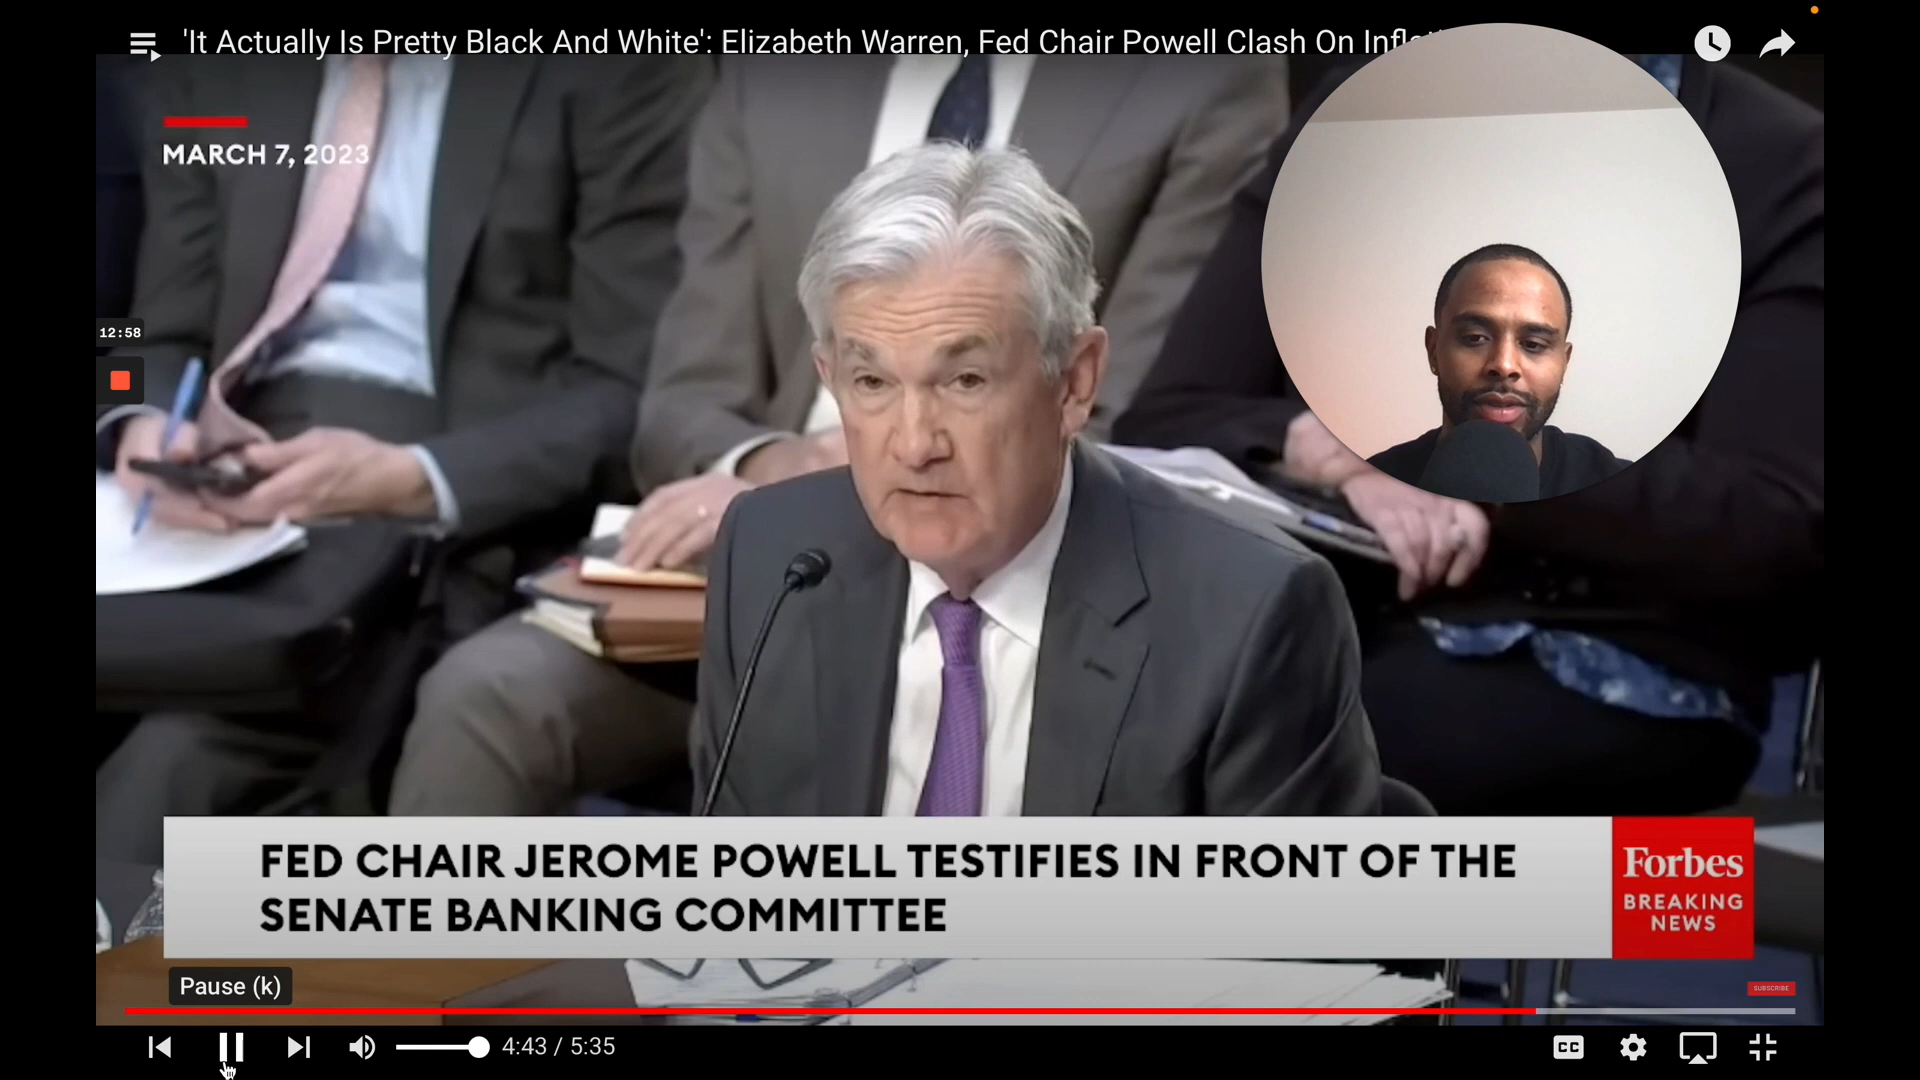 'It Actually Is Pretty Black And White': Elizabeth Warren, Fed Chair Powell Clash On
MARCH 7, 2023
12:58
FED CHAIR JEROME POWELL TESTIFIES IN FRONT OF THE
SENATE BANKING COMMITTEE
Forbes
BREAKING
NEWS
Pause (k)
SUBSCRIBE
4:43 / 5:35
CC